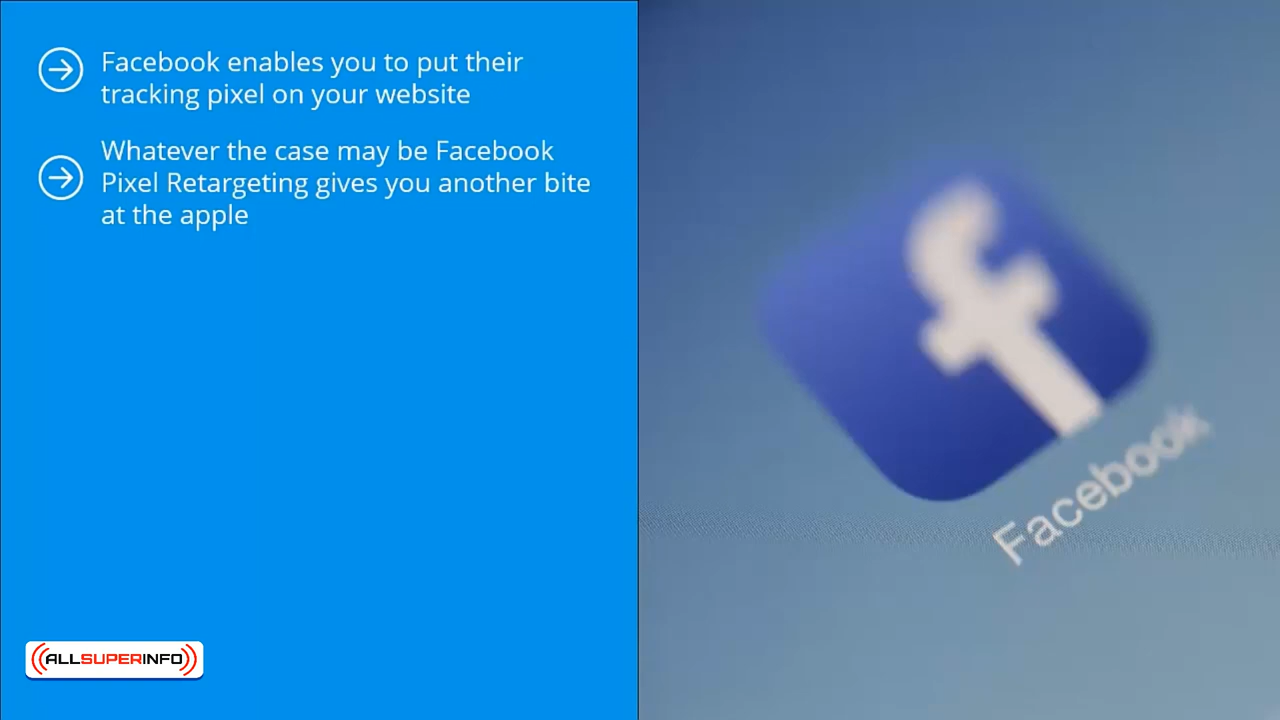 Facebook enables you to put their
tracking pixel on your website
Whatever the case may be Facebook
Pixel Retargeting gives you another bite
at the apple
Facebook
ALLSUPERINFO